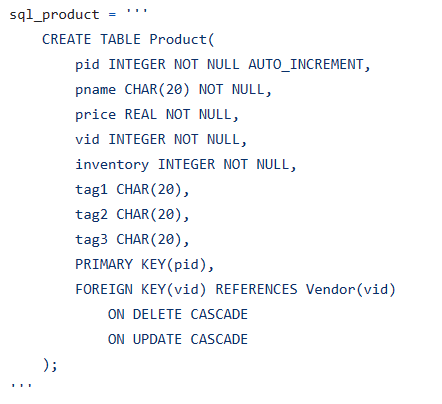 sql_product = '''
    CREATE TABLE Product(
        pid INTEGER NOT NULL AUTO_INCREMENT,
        pname CHAR(20) NOT NULL,
        price REAL NOT NULL,
        vid INTEGER NOT NULL,
        inventory INTEGER NOT NULL,
        tag1 CHAR(20),
        tag2 CHAR(20),
        tag3 CHAR(20),
        PRIMARY KEY(pid),
        FOREIGN KEY(vid) REFERENCES Vendor(vid)
            ON DELETE CASCADE
            ON UPDATE CASCADE
    );
'''